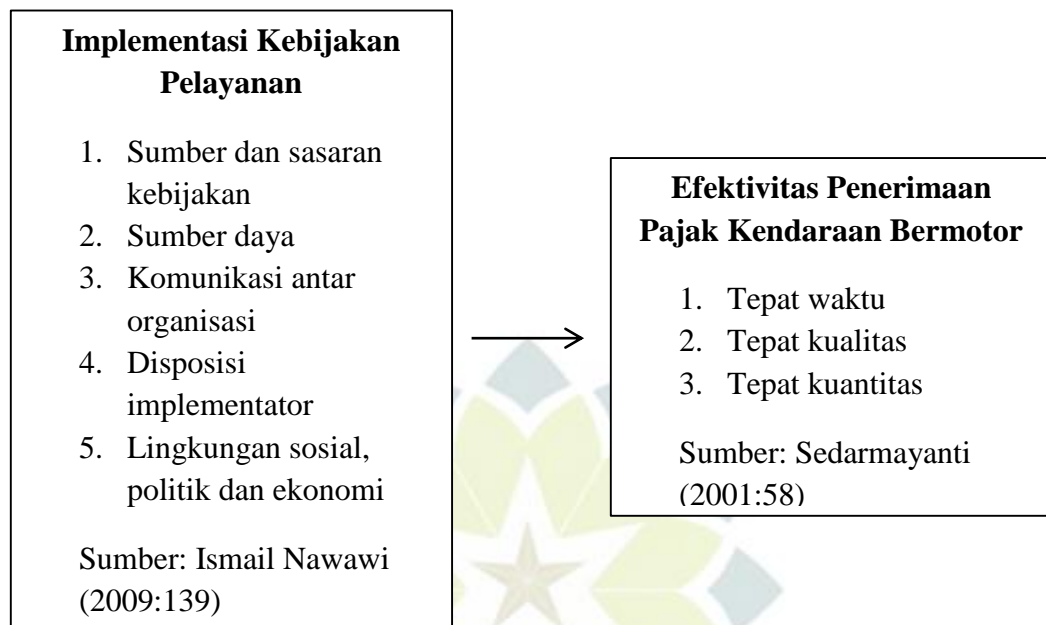 Implementasi Kebijakan
Pelayanan
1. Sumber dan sasaran
kebijakan
2. Sumber daya
3. Komunikasi antar
organisasi
4. Disposisi
implementator
5. Lingkungan sosial,
politik dan ekonomi
Sumber: Ismail Nawawi
(2009:139)
Efektivitas Penerimaan
Pajak Kendaraan Bermotor
1. Tepat waktu
2. Tepat kualitas
3. Tepat kuantitas
Sumber: Sedarmayanti
(2001:58)